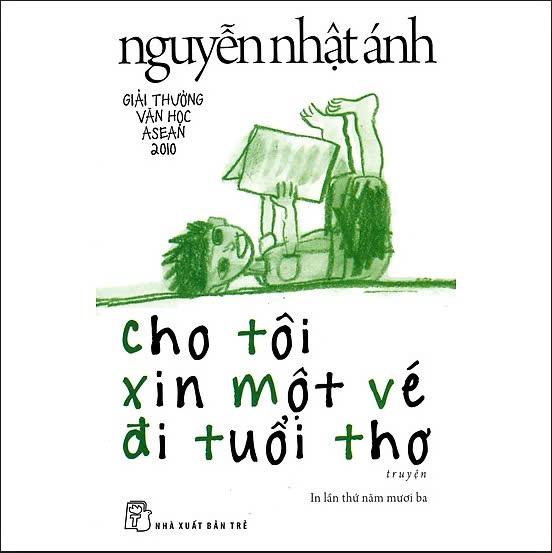 nguyễn nhật ánh
GIẢI THƯỞNG
VĂN HỌC
ASEAN
2010
cho tôi
xin một vé
đi tuổi thơ
truyện
In lần thứ năm mươi ba
NHÀ XUẤT BẢN TRẺ